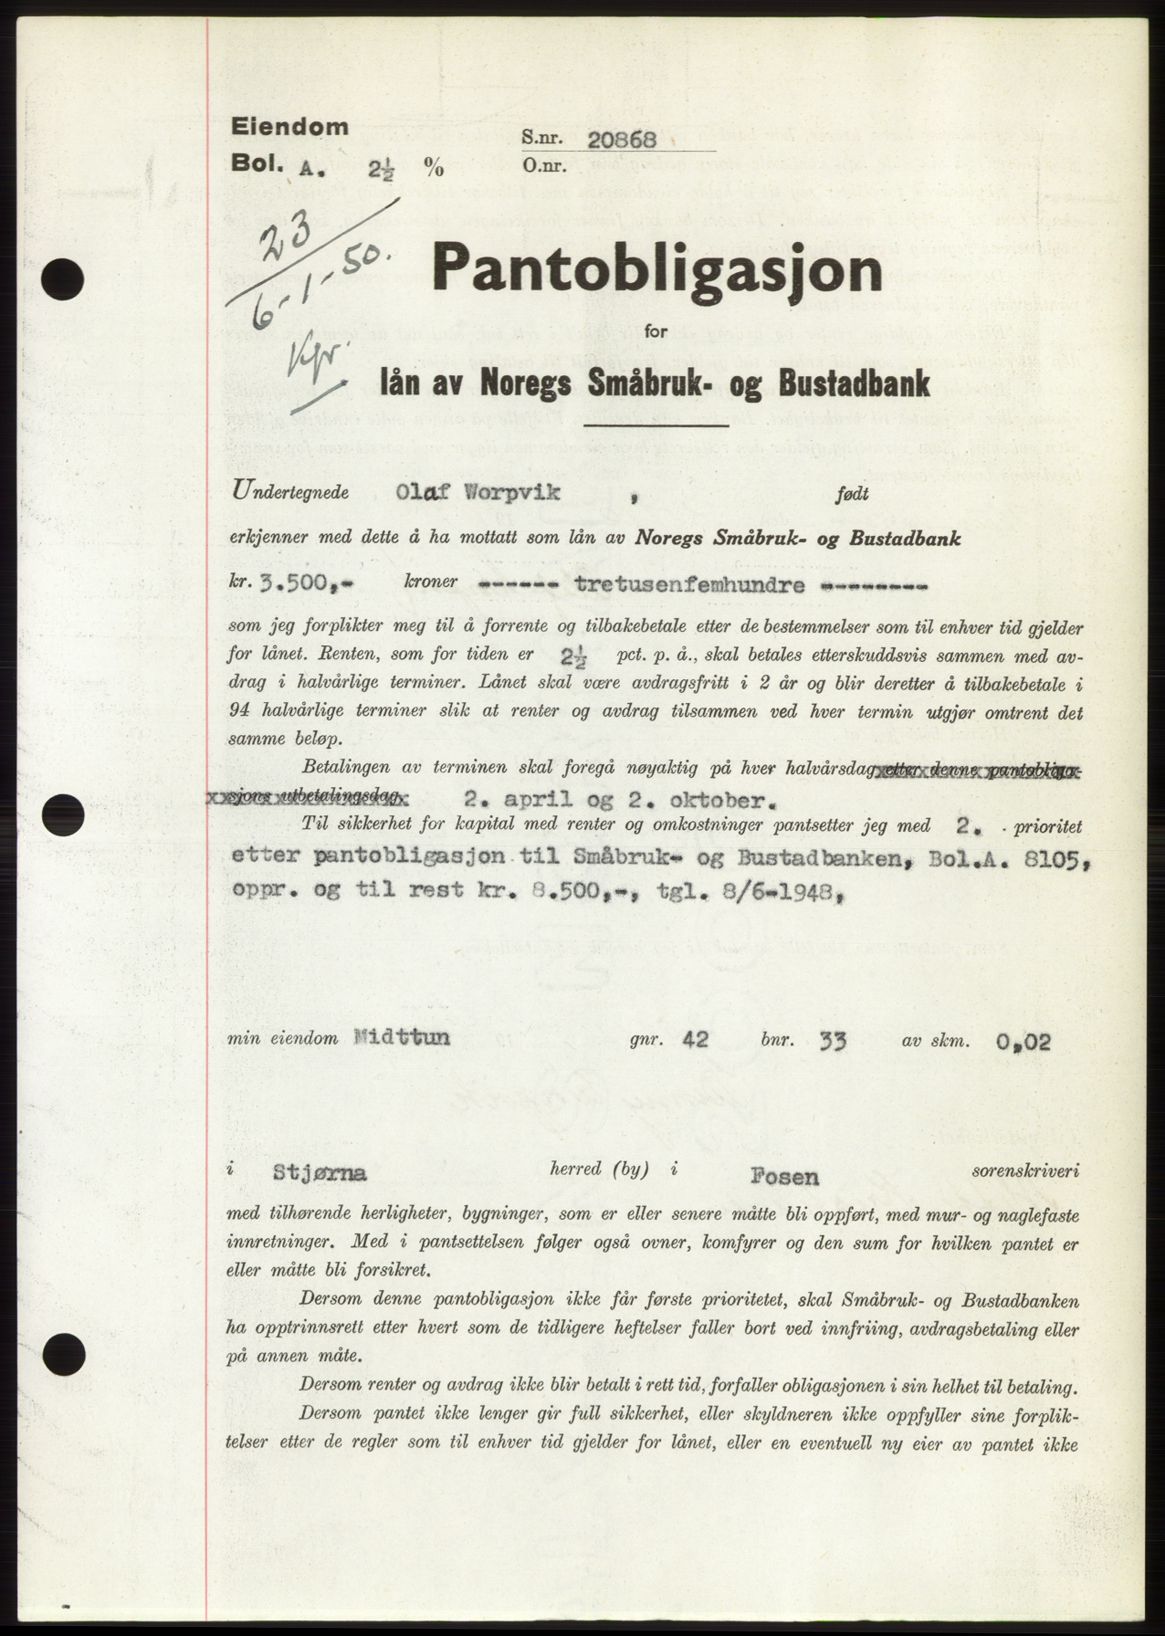 Eiendom
Bol. A. 2½ %
S.nr. 20868
O.nr.
23
6-1-50.
Kfr.
Pantobligasjon
for
lån av Noregs Småbruk- og Bustadbank
Undertegnede Olaf Worpvik , født
erkjenner med dette å ha mottatt som lån av Noregs Småbruk- og Bustadbank
kr. 3.500,- kroner ------ tretusenfemhundre --------
som jeg forplikter meg til å forrente og tilbakebetale etter de bestemmelser som til enhver tid gjelder
for lånet. Renten, som for tiden er 2½ pct. p. å., skal betales etterskuddsvis sammen med av-
drag i halvårlige terminer. Lånet skal være avdragsfritt i 2 år og blir deretter å tilbakebetale i
94 halvårlige terminer slik at renter og avdrag tilsammen ved hver termin utgjør omtrent det
samme beløp.
Betalingen av terminen skal foregå nøyaktig på hver halvårsdag etter denne pantobliga-
sjons utbetalingsdag. 2. april og 2. oktober.
Til sikkerhet for kapital med renter og omkostninger pantsetter jeg med 2. . prioritet
etter pantobligasjon til Småbruk- og Bustadbanken, Bol.A. 8105,
oppr. og til rest kr. 8.500,-, tgl. 8/6-1948,
min eiendom Midttun gnr. 42 bnr. 33 av skm. 0,02
i Stjørna herred (by) i Fosen sorenskriveri
med tilhørende herligheter, bygninger, som er eller senere måtte bli oppført, med mur- og naglefaste
innretninger. Med i pantsettelsen følger også ovner, komfyrer og den sum for hvilken pantet er
eller måtte bli forsikret.
Dersom denne pantobligasjon ikke får første prioritetet, skal Småbruk- og Bustadbanken
ha opptrinnsrett etter hvert som de tidligere heftelser faller bort ved innfriing, avdragsbetaling eller
på annen måte.
Dersom renter og avdrag ikke blir betalt i rett tid, forfaller obligasjonen i sin helhet til betaling.
Dersom pantet ikke lenger gir full sikkerhet, eller skyldneren ikke oppfyller sine forplik-
telser etter de regler som til enhver tid gjelder for lånet, eller en eventuell ny eier av pantet ikke